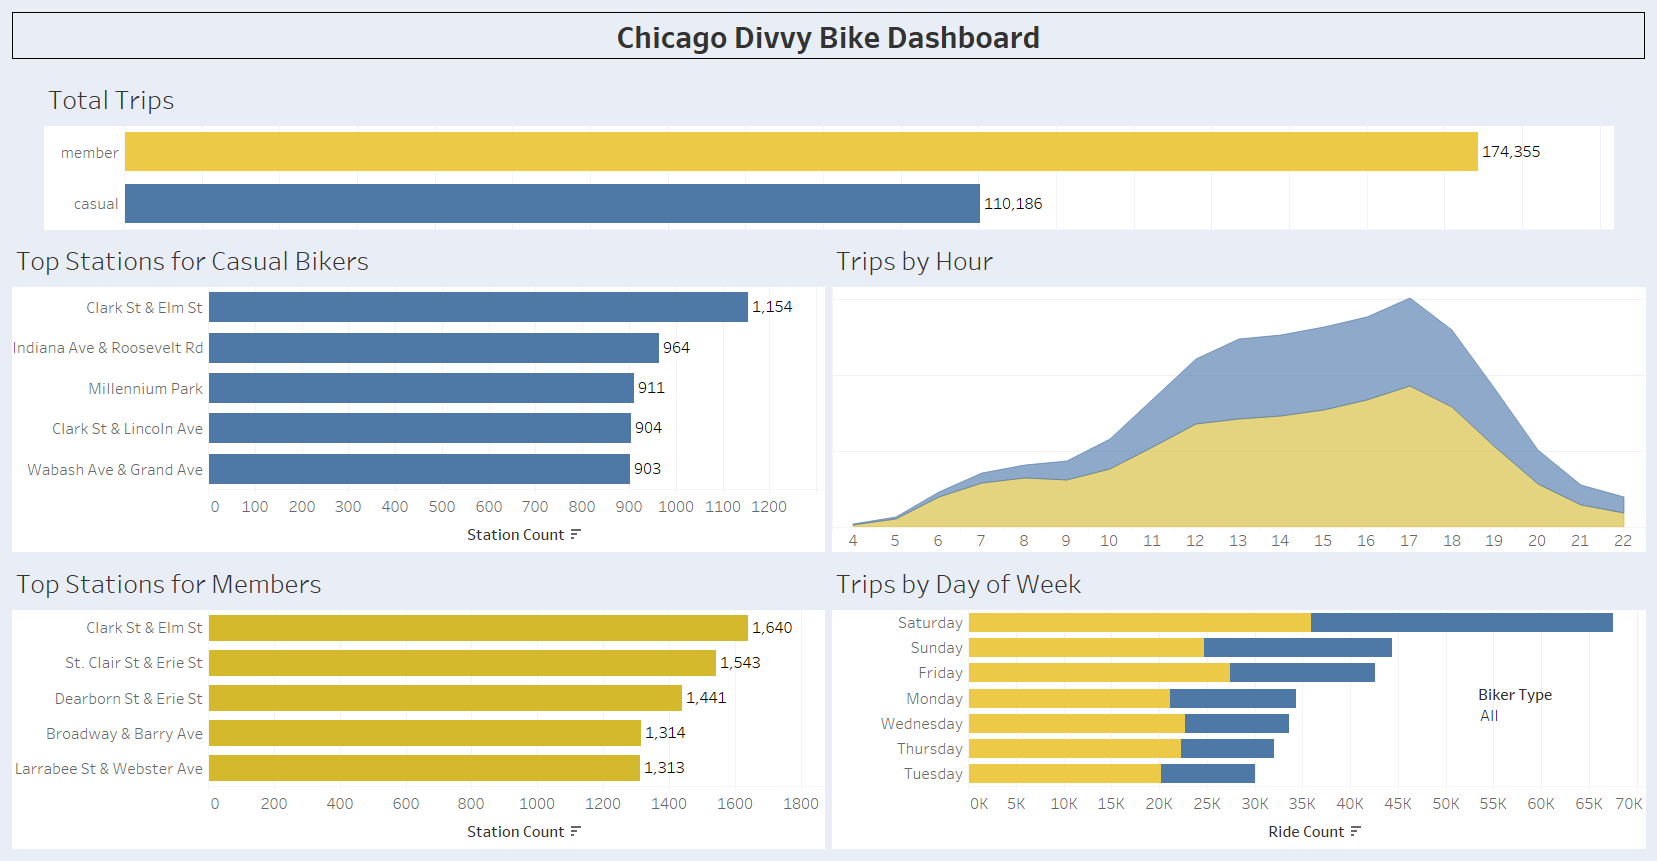 Chicago Divvy Bike Dashboard
Total Trips
member 174,355
casual 110,186
Top Stations for Casual Bikers
Clark St & Elm St 1,154
Indiana Ave & Roosevelt Rd 964
Millennium Park 911
Clark St & Lincoln Ave 904
Wabash Ave & Grand Ave 903
0 100 200 300 400 500 600 700 800 900 1000 1100 1200
Station Count
Trips by Hour
4 5 6 7 8 9 10 11 12 13 14 15 16 17 18 19 20 21 22
Top Stations for Members
Clark St & Elm St 1,640
St. Clair St & Erie St 1,543
Dearborn St & Erie St 1,441
Broadway & Barry Ave 1,314
Larrabee St & Webster Ave 1,313
0 200 400 600 800 1000 1200 1400 1600 1800
Station Count
Trips by Day of Week
Saturday
Sunday
Friday
Monday
Wednesday
Thursday
Tuesday
Biker Type
All
0K 5K 10K 15K 20K 25K 30K 35K 40K 45K 50K 55K 60K 65K 70K
Ride Count